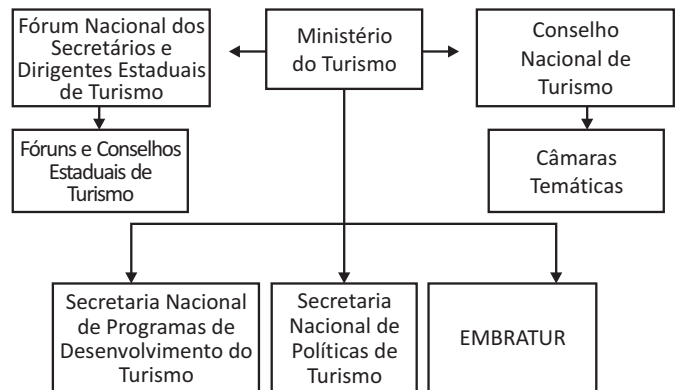 Fórum Nacional dos
Secretários e
Dirigentes Estaduais
de Turismo
Ministério
do Turismo
Conselho
Nacional de
Turismo
Fóruns e Conselhos
Estaduais de
Turismo
Câmaras
Temáticas
Secretaria Nacional
de Programas de
Desenvolvimento do
Turismo
Secretaria
Nacional de
Políticas de
Turismo
EMBRATUR